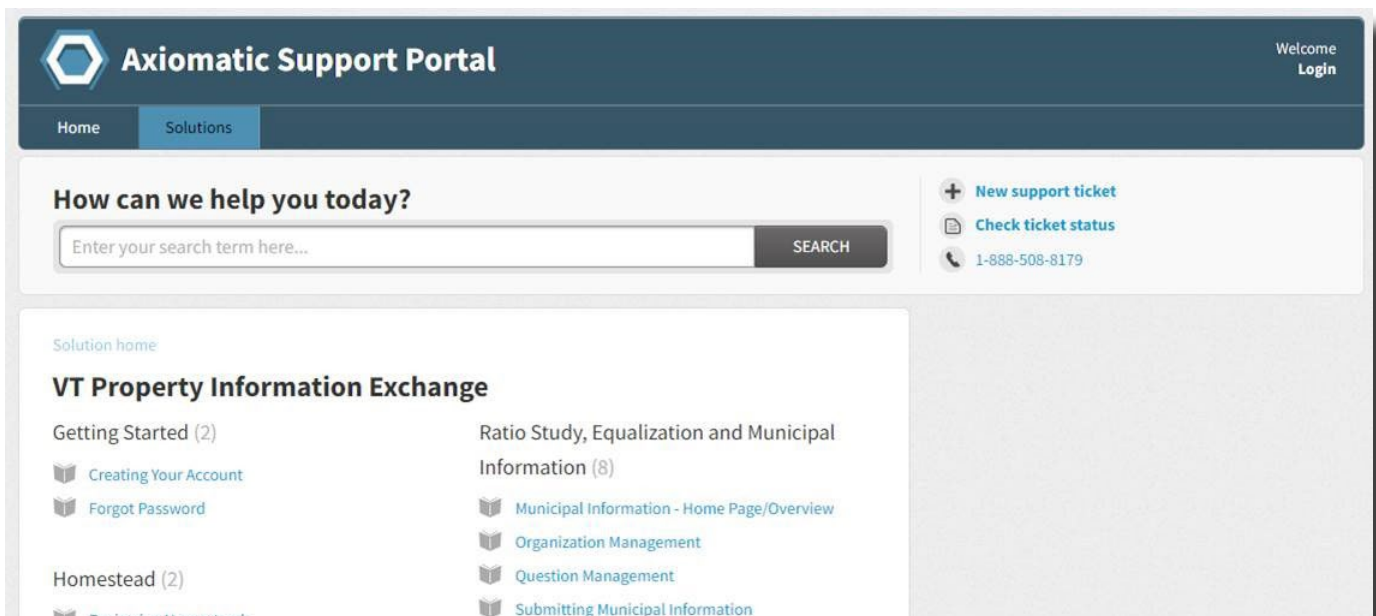 Axiomatic Support Portal
Welcome
Login
Home
Solutions
How can we help you today?
Enter your search term here...
SEARCH
New support ticket
Check ticket status
1-888-508-8179
Solution home
VT Property Information Exchange
Getting Started (2)
Creating Your Account
Forgot Password
Homestead (2)
Ratio Study, Equalization and Municipal
Information (8)
Municipal Information - Home Page/Overview
Organization Management
Question Management
Submitting Municipal Information